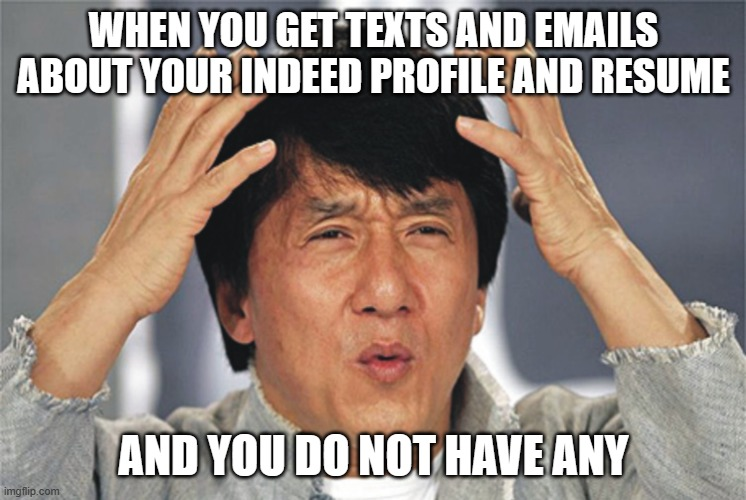 WHEN YOU GET TEXTS AND EMAILS
ABOUT YOUR INDEED PROFILE AND RESUME
AND YOU DO NOT HAVE ANY
imgflip.com